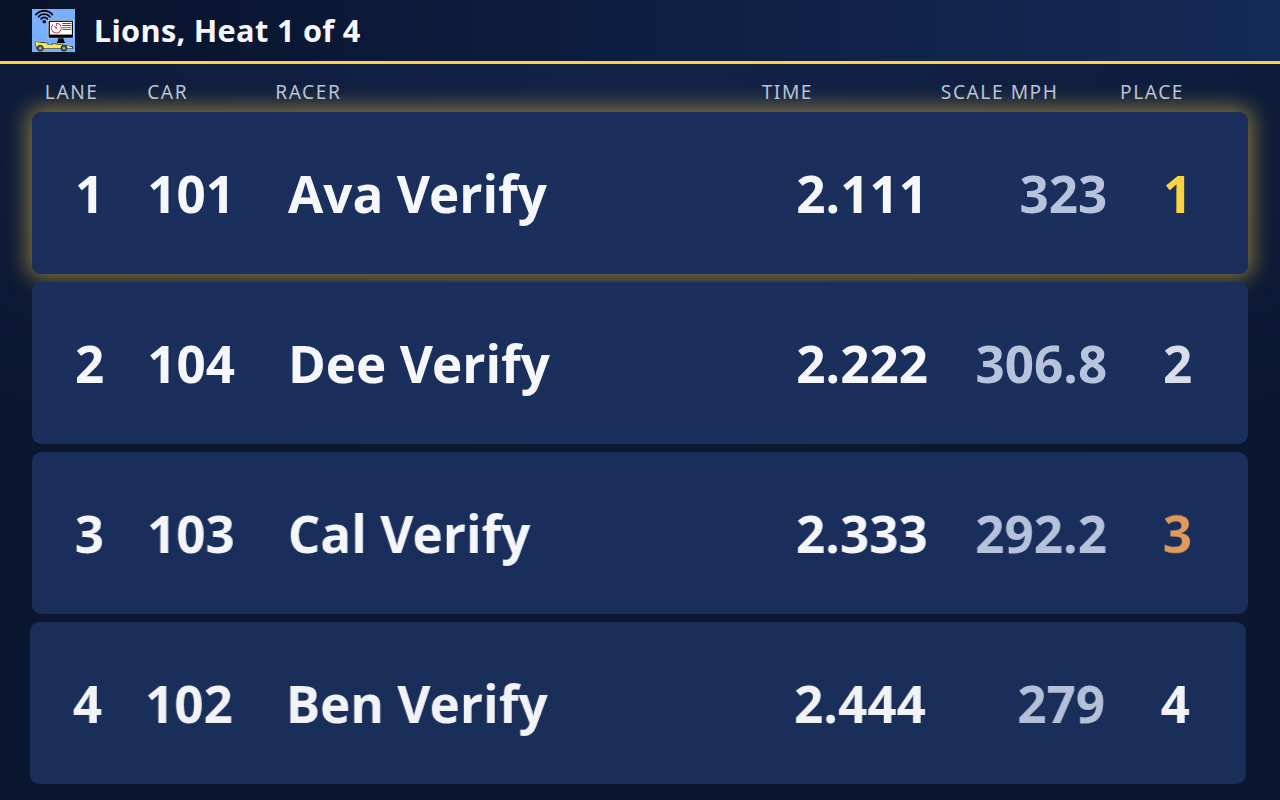 Lions, Heat 1 of 4
LANE CAR RACER TIME SCALE MPH PLACE
1 101 Ava Verify 2.111 323 1
2 104 Dee Verify 2.222 306.8 2
3 103 Cal Verify 2.333 292.2 3
4 102 Ben Verify 2.444 279 4